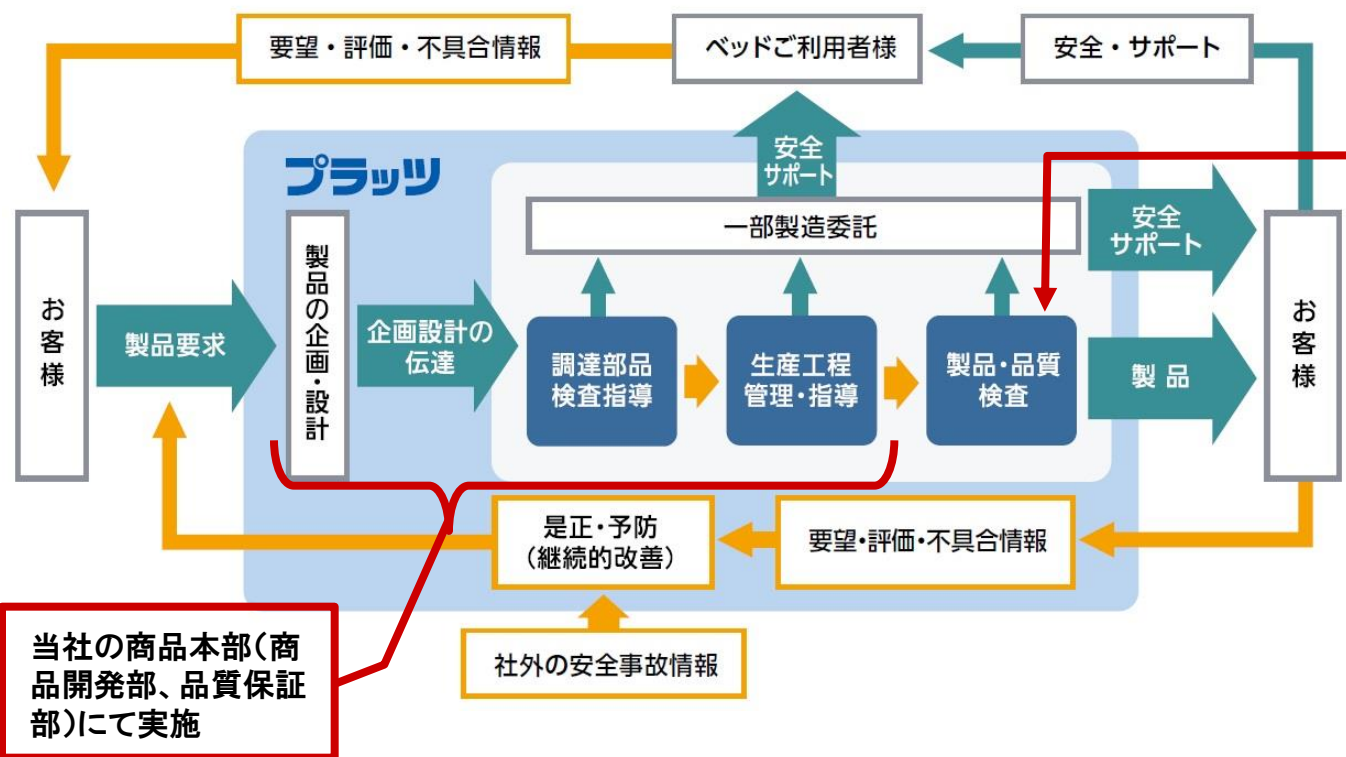 要望・評価・不具合情報
ベッドご利用者様
安全・サポート
プラッツ
安全
サポート
一部製造委託
安全
サポート
お客様
製品要求
製品の企画・設計
企画設計の
伝達
調達部品
検査指導
生産工程
管理・指導
製品・品質
検査
製品
お客様
是正・予防
(継続的改善)
要望・評価・不具合情報
社外の安全事故情報
当社の商品本部(商
品開発部、品質保証
部)にて実施